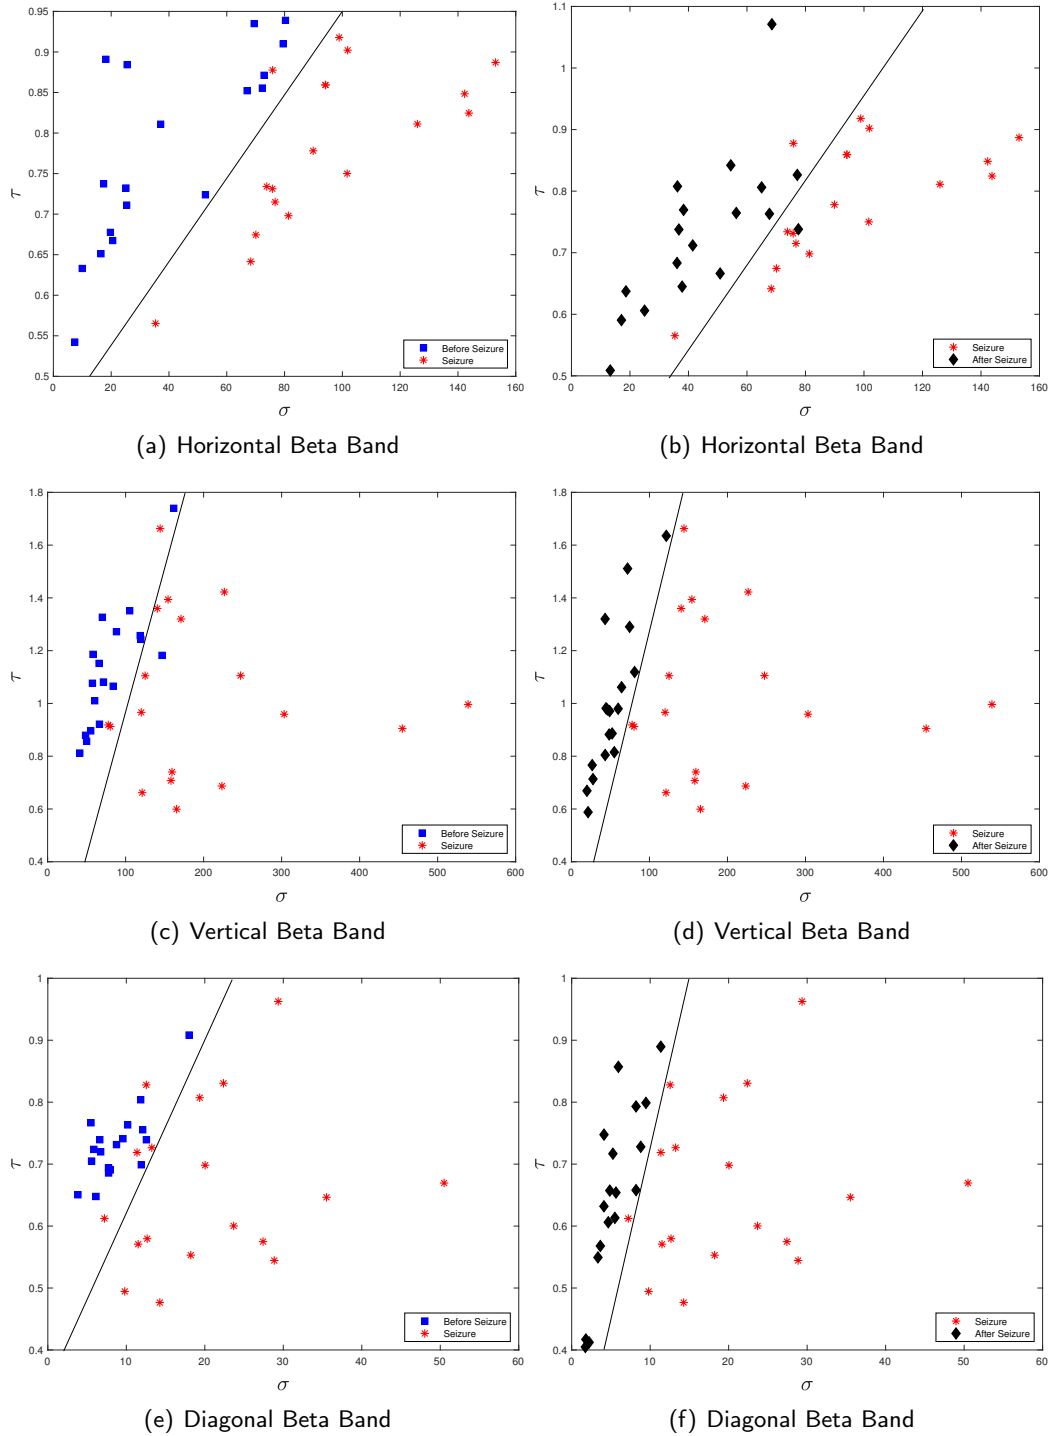 0.95
0.9
0.85
0.8
0.75
0.7
0.65
0.6
0.55
0.5
τ
0 20 40 60 80 100 120 140 160
σ
Before Seizure
Seizure
(a) Horizontal Beta Band
1.1
1
0.9
0.8
0.7
0.6
0.5
τ
0 20 40 60 80 100 120 140 160
σ
Seizure
After Seizure
(b) Horizontal Beta Band
1.8
1.6
1.4
1.2
1
0.8
0.6
0.4
τ
0 100 200 300 400 500 600
σ
Before Seizure
Seizure
(c) Vertical Beta Band
1.8
1.6
1.4
1.2
1
0.8
0.6
0.4
τ
0 100 200 300 400 500 600
σ
Seizure
After Seizure
(d) Vertical Beta Band
1
0.9
0.8
0.7
0.6
0.5
0.4
τ
0 10 20 30 40 50 60
σ
Before Seizure
Seizure
(e) Diagonal Beta Band
1
0.9
0.8
0.7
0.6
0.5
0.4
τ
0 10 20 30 40 50 60
σ
Seizure
After Seizure
(f) Diagonal Beta Band